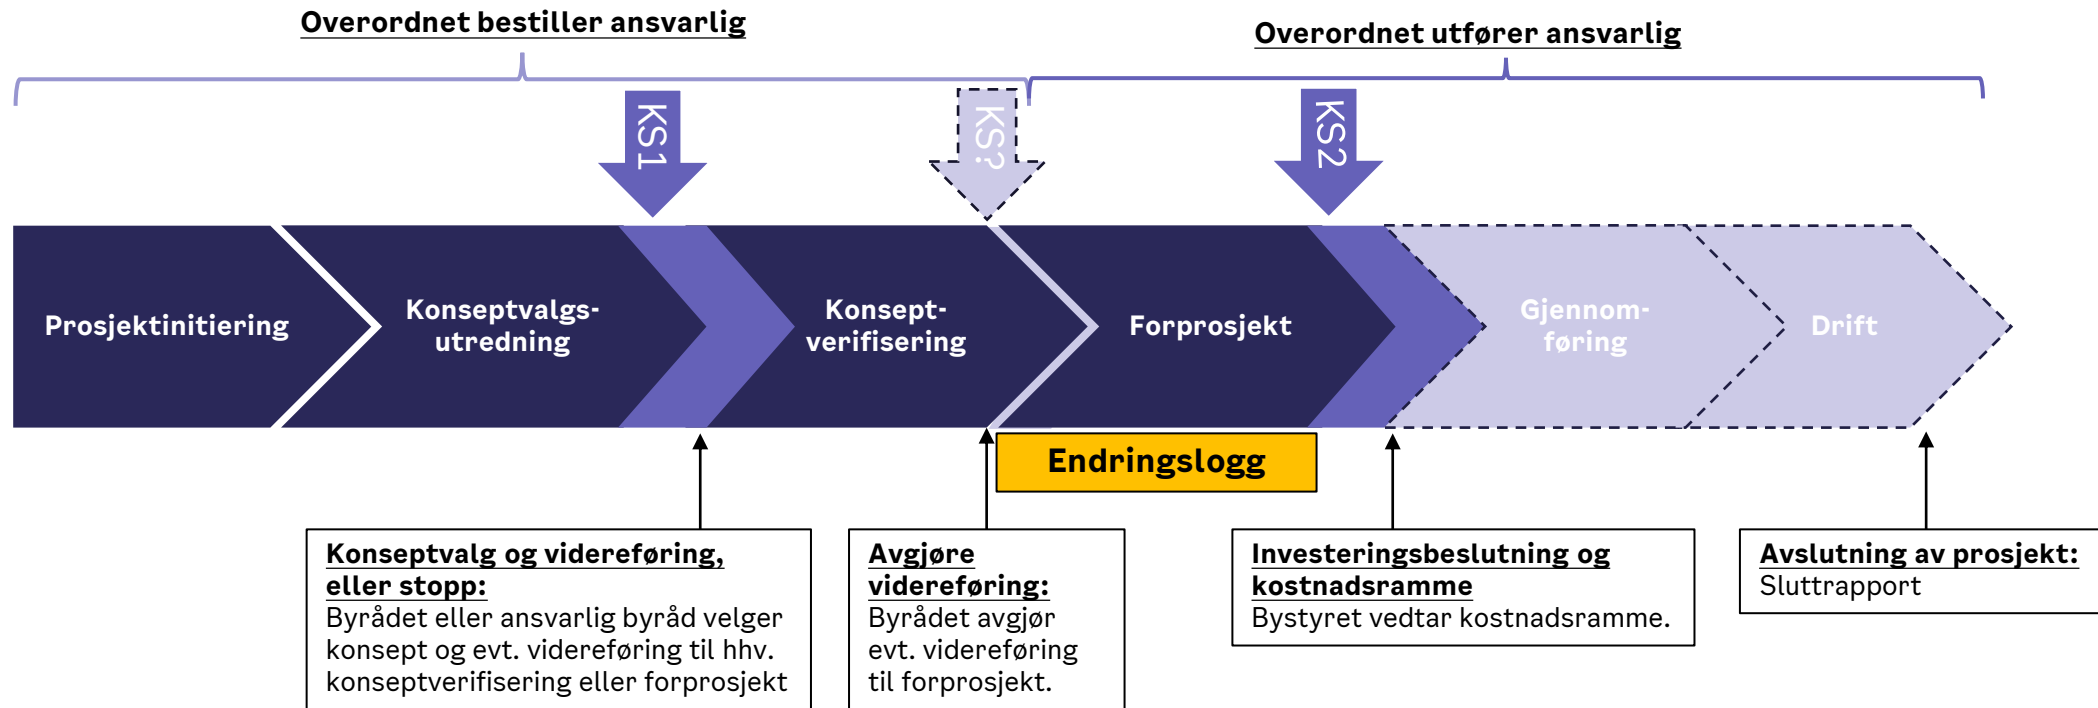 Overordnet bestiller ansvarlig
Overordnet utfører ansvarlig
KS1
KS?
KS2
Prosjektinitiering
Konseptvalgs-
utredning
Konsept-
verifisering
Forprosjekt
Gjennom-
føring
Drift
Endringslogg
Konseptvalg og videreføring,
eller stopp:
Byrådet eller ansvarlig byråd velger
konsept og evt. videreføring til hhv.
konseptverifisering eller forprosjekt
Avgjøre
videreføring:
Byrådet avgjør
evt. videreføring
til forprosjekt.
Investeringsbeslutning og
kostnadsramme
Bystyret vedtar kostnadsramme.
Avslutning av prosjekt:
Sluttrapport